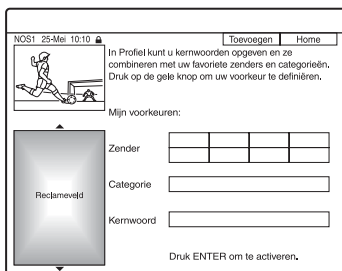 NOS1 25-Mei 10:10
Toevoegen
Home
In Profiel kunt u kernwoorden opgeven en ze
combineren met uw favoriete zenders en categorieën.
Druk op de gele knop om uw voorkeur te definiëren.
Mijn voorkeuren:
Zender
Categorie
Reclameveld
Kernwoord
Druk ENTER om te activeren.